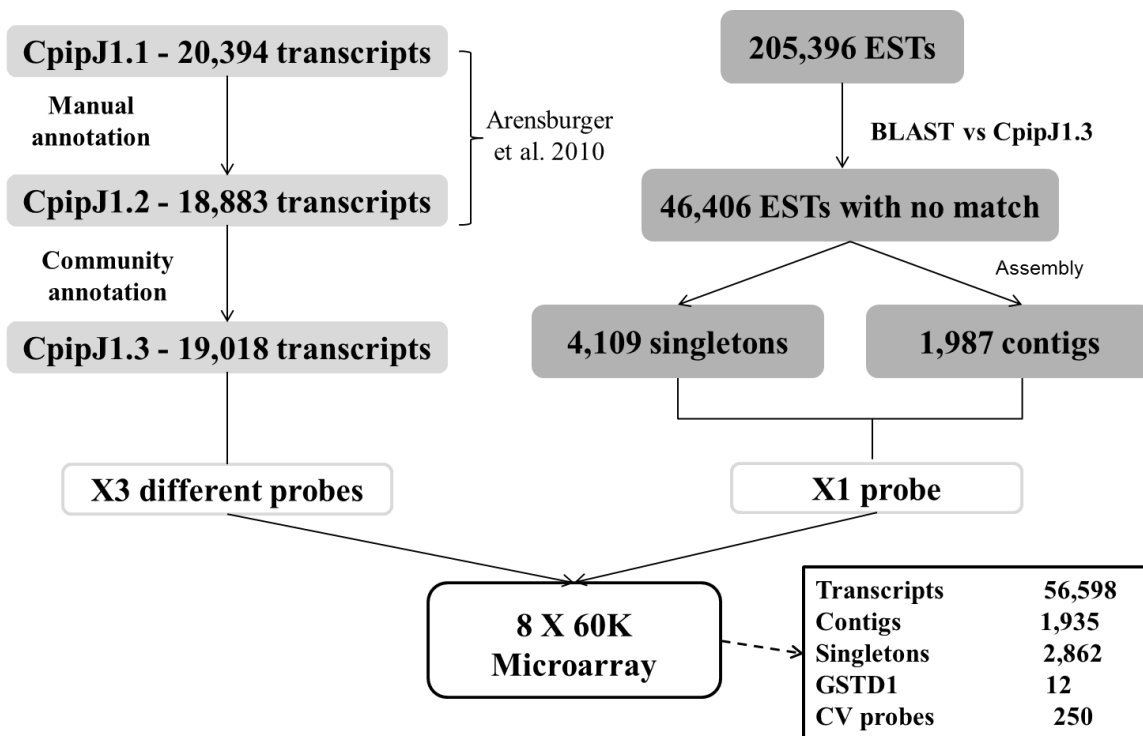 CpipJ1.1 - 20,394 transcripts
Manual
annotation
CpipJ1.2 - 18,883 transcripts
Arensburger
et al. 2010
Community
annotation
CpipJ1.3 - 19,018 transcripts
X3 different probes
205,396 ESTs
BLAST vs CpipJ1.3
46,406 ESTs with no match
Assembly
4,109 singletons
1,987 contigs
X1 probe
8 X 60K
Microarray
Transcripts 56,598
Contigs 1,935
Singletons 2,862
GSTD1 12
CV probes 250